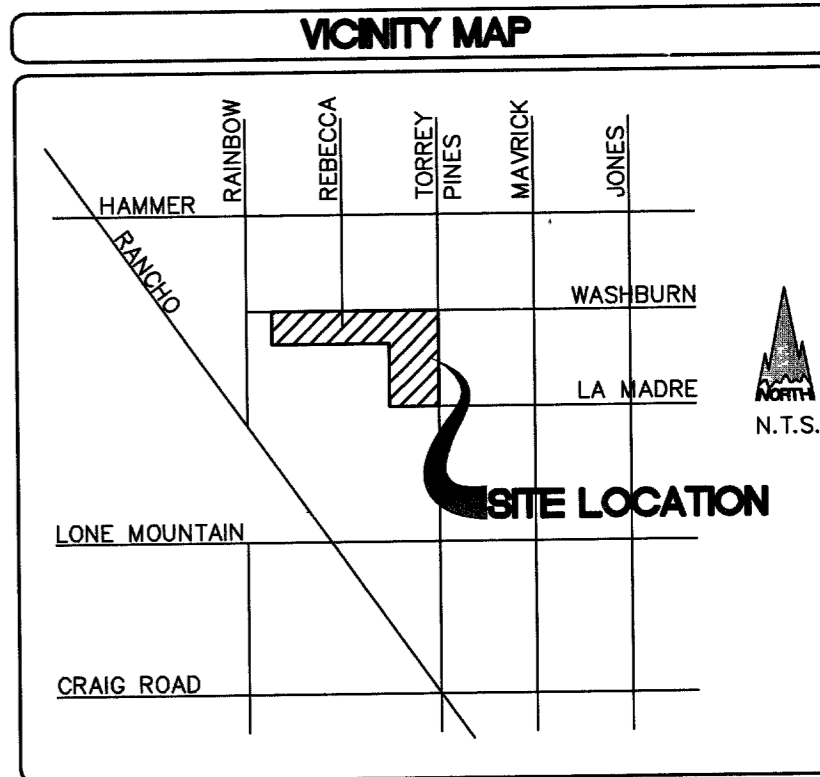 VICINITY MAP
RAINBOW
REBECCA
TORREY
PINES
MAVRICK
JONES
HAMMER
RANCHO
WASHBURN
LA MADRE
NORTH
N.T.S.
SITE LOCATION
LONE MOUNTAIN
CRAIG ROAD